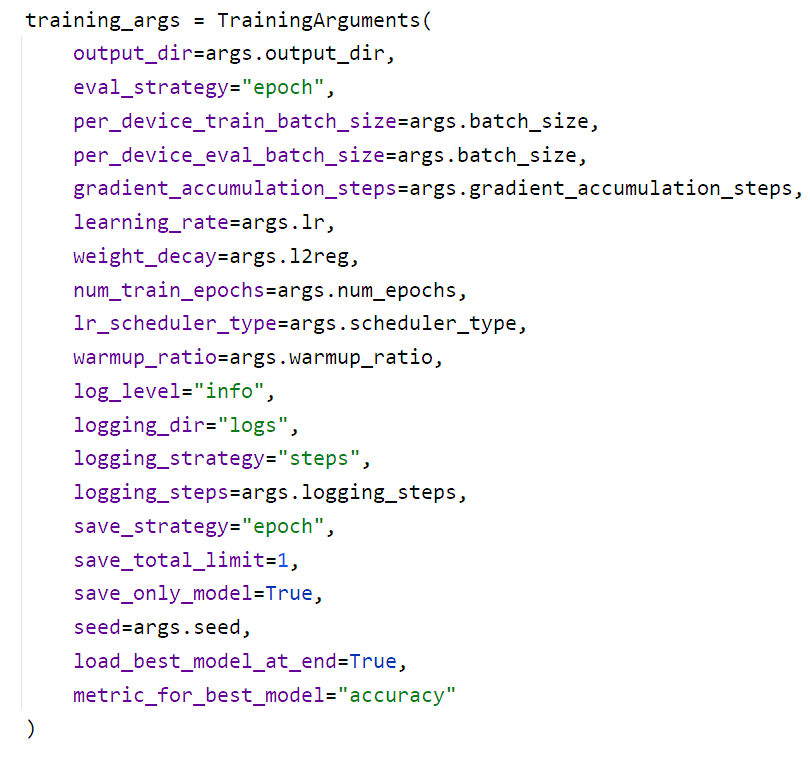 training_args = TrainingArguments(
    output_dir=args.output_dir,
    eval_strategy="epoch",
    per_device_train_batch_size=args.batch_size,
    per_device_eval_batch_size=args.batch_size,
    gradient_accumulation_steps=args.gradient_accumulation_steps,
    learning_rate=args.lr,
    weight_decay=args.l2reg,
    num_train_epochs=args.num_epochs,
    lr_scheduler_type=args.scheduler_type,
    warmup_ratio=args.warmup_ratio,
    log_level="info",
    logging_dir="logs",
    logging_strategy="steps",
    logging_steps=args.logging_steps,
    save_strategy="epoch",
    save_total_limit=1,
    save_only_model=True,
    seed=args.seed,
    load_best_model_at_end=True,
    metric_for_best_model="accuracy"
)